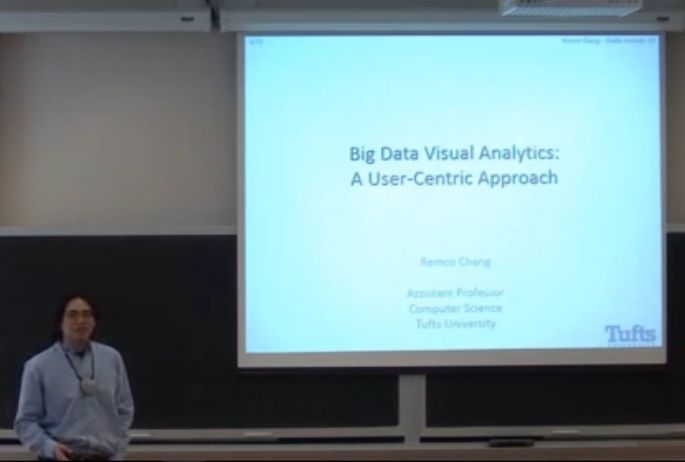 Big Data Visual Analytics:
A User-Centric Approach
Remco Chang
Assistant Professor
Computer Science
Tufts University
Tufts